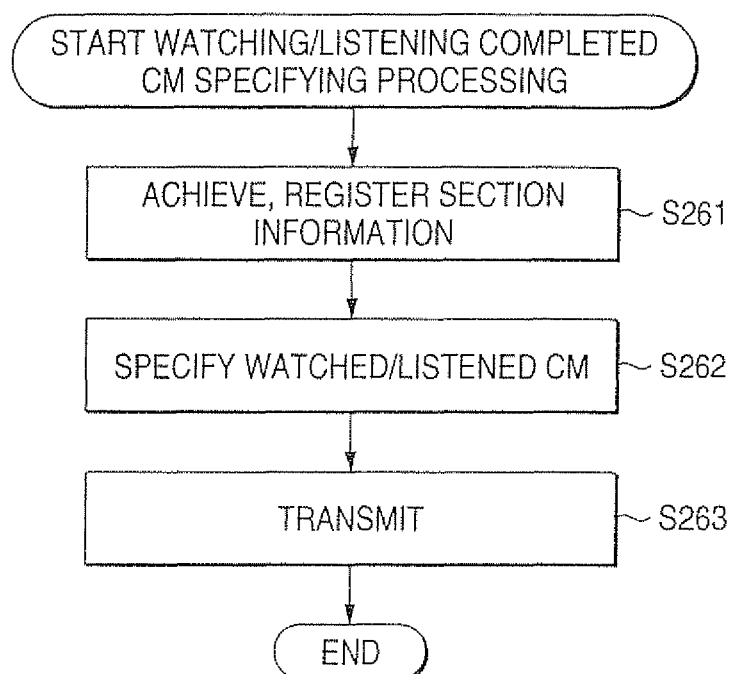 START WATCHING/LISTENING COMPLETED
CM SPECIFYING PROCESSING
ACHIEVE, REGISTER SECTION
INFORMATION
S261
SPECIFY WATCHED/LISTENED CM
S262
TRANSMIT
S263
END